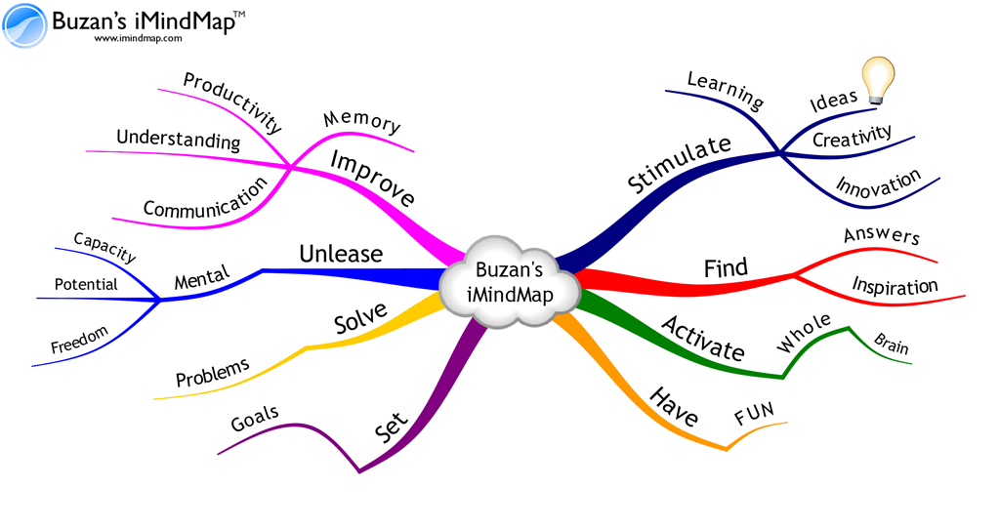 Buzan's iMindMap™
www.imindmap.com
Buzan's
iMindMap
Stimulate
Learning
Ideas
Creativity
Innovation
Find
Answers
Inspiration
Activate
Whole
Brain
Have
FUN
Set
Goals
Solve
Problems
Unlease
Mental
Capacity
Potential
Freedom
Improve
Productivity
Memory
Understanding
Communication